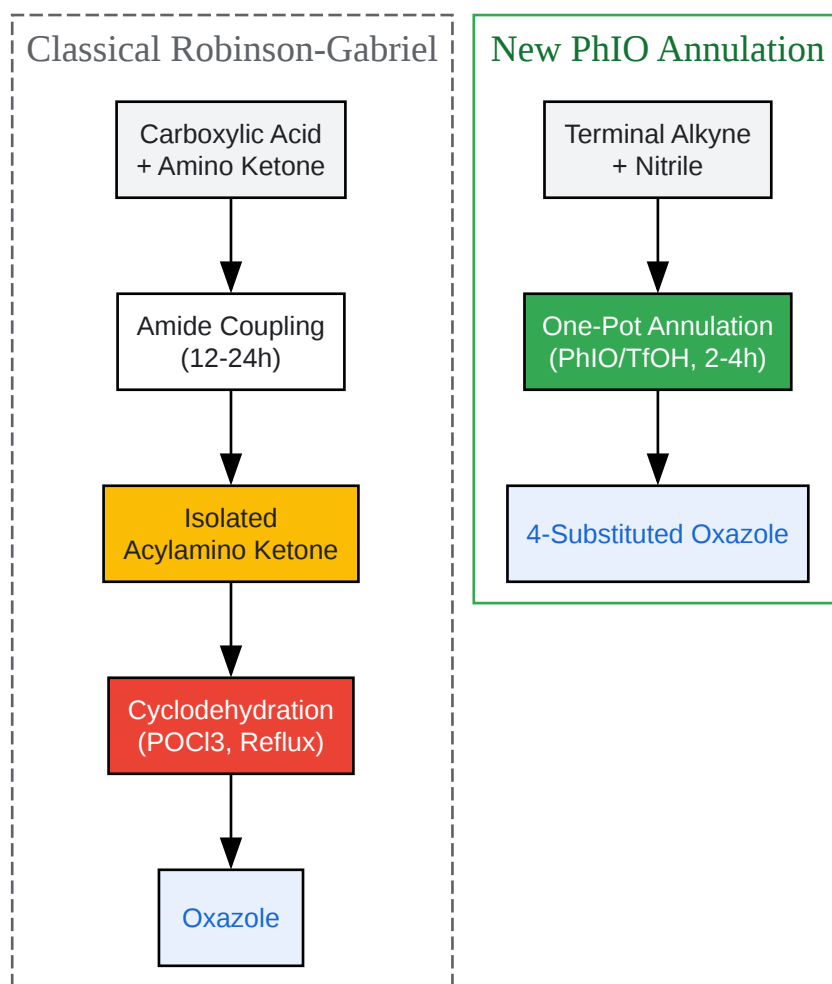 Classical Robinson-Gabriel
Carboxylic Acid
+ Amino Ketone
Amide Coupling
(12-24h)
Isolated
Acylamino Ketone
Cyclodehydration
(POCl3, Reflux)
Oxazole
New PhIO Annulation
Terminal Alkyne
+ Nitrile
One-Pot Annulation
(PhIO/TfOH, 2-4h)
4-Substituted Oxazole